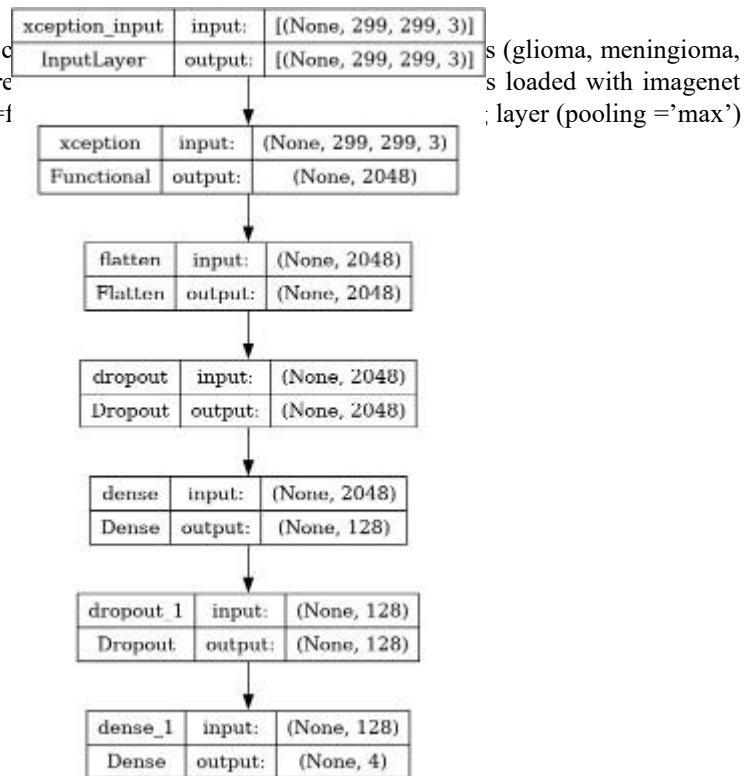 xception_input input: [(None, 299, 299, 3)]
InputLayer output: [(None, 299, 299, 3)]
s (glioma, meningioma,
s loaded with imagenet
layer (pooling ='max')
xception input: (None, 299, 299, 3)
Functional output: (None, 2048)
flatten input: (None, 2048)
Flatten output: (None, 2048)
dropout input: (None, 2048)
Dropout output: (None, 2048)
dense input: (None, 2048)
Dense output: (None, 128)
dropout_1 input: (None, 128)
Dropout output: (None, 128)
dense_1 input: (None, 128)
Dense output: (None, 4)